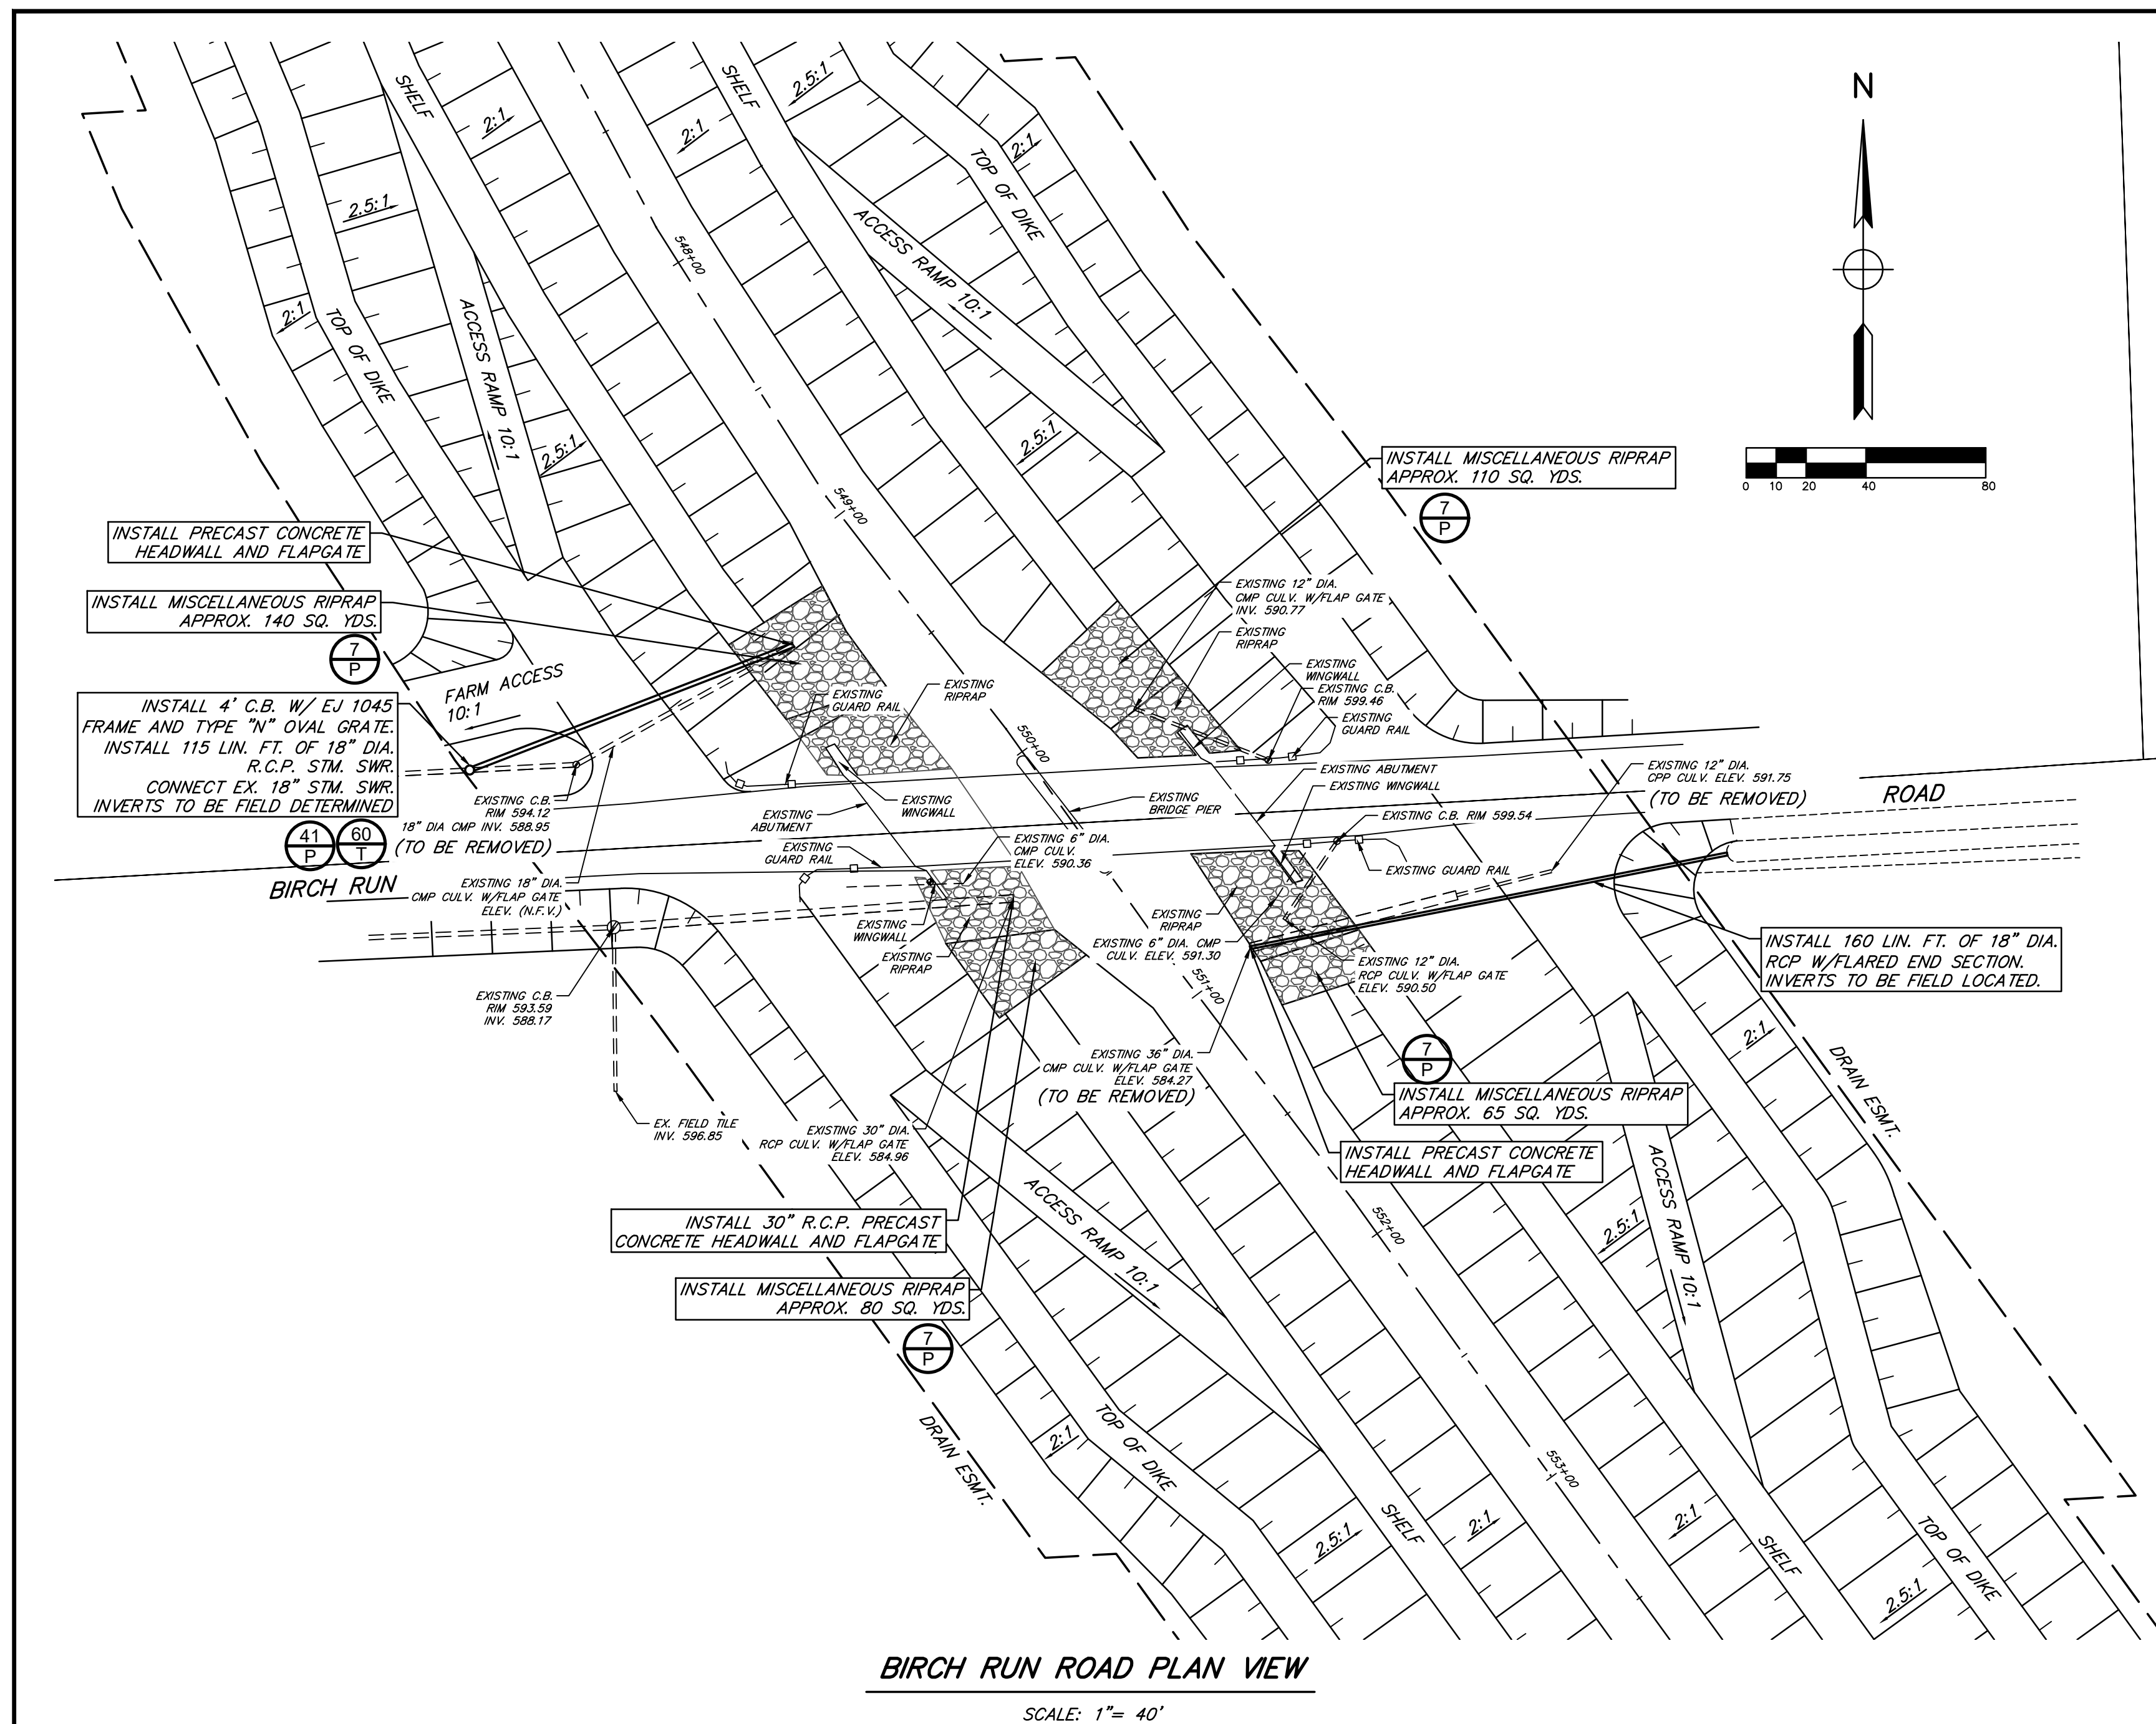 SHELF
SHELF
2.5:1
2:1
2:1
N
2:1
TOP OF DIKE
2.5:1
ACCESS RAMP 10:1
548+00
2:1
TOP OF DIKE
ACCESS RAMP 10:1
2.5:1
2.5:1
549+00
0 10 20 40 80
INSTALL MISCELLANEOUS RIPRAP
APPROX. 110 SQ. YDS.
7
P
INSTALL PRECAST CONCRETE
HEADWALL AND FLAPGATE
INSTALL MISCELLANEOUS RIPRAP
APPROX. 140 SQ. YDS.
7
P
EXISTING 12" DIA.
CMP CULV. W/FLAP GATE
INV. 590.77
EXISTING
RIPRAP
EXISTING
WINGWALL
EXISTING C.B.
RIM 599.46
EXISTING
GUARD RAIL
FARM ACCESS
10:1
EXISTING
GUARD RAIL
EXISTING
RIPRAP
INSTALL 4' C.B. W/ EJ 1045
FRAME AND TYPE "N" OVAL GRATE.
INSTALL 115 LIN. FT. OF 18" DIA.
R.C.P. STM. SWR.
CONNECT EX. 18" STM. SWR.
INVERTS TO BE FIELD DETERMINED
41
P
60
T
550+00
EXISTING ABUTMENT
EXISTING WINGWALL
EXISTING 12" DIA.
CPP CULV. ELEV. 591.75
(TO BE REMOVED)
ROAD
EXISTING C.B.
RIM 594.12
18" DIA CMP INV. 588.95
(TO BE REMOVED)
EXISTING
WINGWALL
EXISTING
ABUTMENT
EXISTING
BRIDGE PIER
EXISTING C.B. RIM 599.54
EXISTING
GUARD RAIL
EXISTING 6" DIA.
CMP CULV.
ELEV. 590.36
EXISTING GUARD RAIL
BIRCH RUN
EXISTING 18" DIA.
CMP CULV. W/FLAP GATE
ELEV. (N.F.V.)
EXISTING
WINGWALL
EXISTING
RIPRAP
EXISTING
RIPRAP
EXISTING 6" DIA. CMP
CULV. ELEV. 591.30
EXISTING 12" DIA.
RCP CULV. W/FLAP GATE
ELEV. 590.50
INSTALL 160 LIN. FT. OF 18" DIA.
RCP W/FLARED END SECTION.
INVERTS TO BE FIELD LOCATED.
551+00
EXISTING C.B.
RIM 593.59
INV. 588.17
EXISTING 36" DIA.
CMP CULV. W/FLAP GATE
ELEV. 584.27
(TO BE REMOVED)
7
P
INSTALL MISCELLANEOUS RIPRAP
APPROX. 65 SQ. YDS.
2:1
DRAIN ESMT.
EX. FIELD TILE
INV. 596.85
EXISTING 30" DIA.
RCP CULV. W/FLAP GATE
ELEV. 584.96
INSTALL PRECAST CONCRETE
HEADWALL AND FLAPGATE
ACCESS RAMP 10:1
ACCESS RAMP 10:1
552+00
2.5:1
INSTALL 30" R.C.P. PRECAST
CONCRETE HEADWALL AND FLAPGATE
INSTALL MISCELLANEOUS RIPRAP
APPROX. 80 SQ. YDS.
7
P
DRAIN ESMT.
2:1
TOP OF DIKE
553+00
2.5:1
SHELF
2:1
2:1
SHELF
TOP OF DIKE
2.5:1
BIRCH RUN ROAD PLAN VIEW
SCALE: 1"= 40'